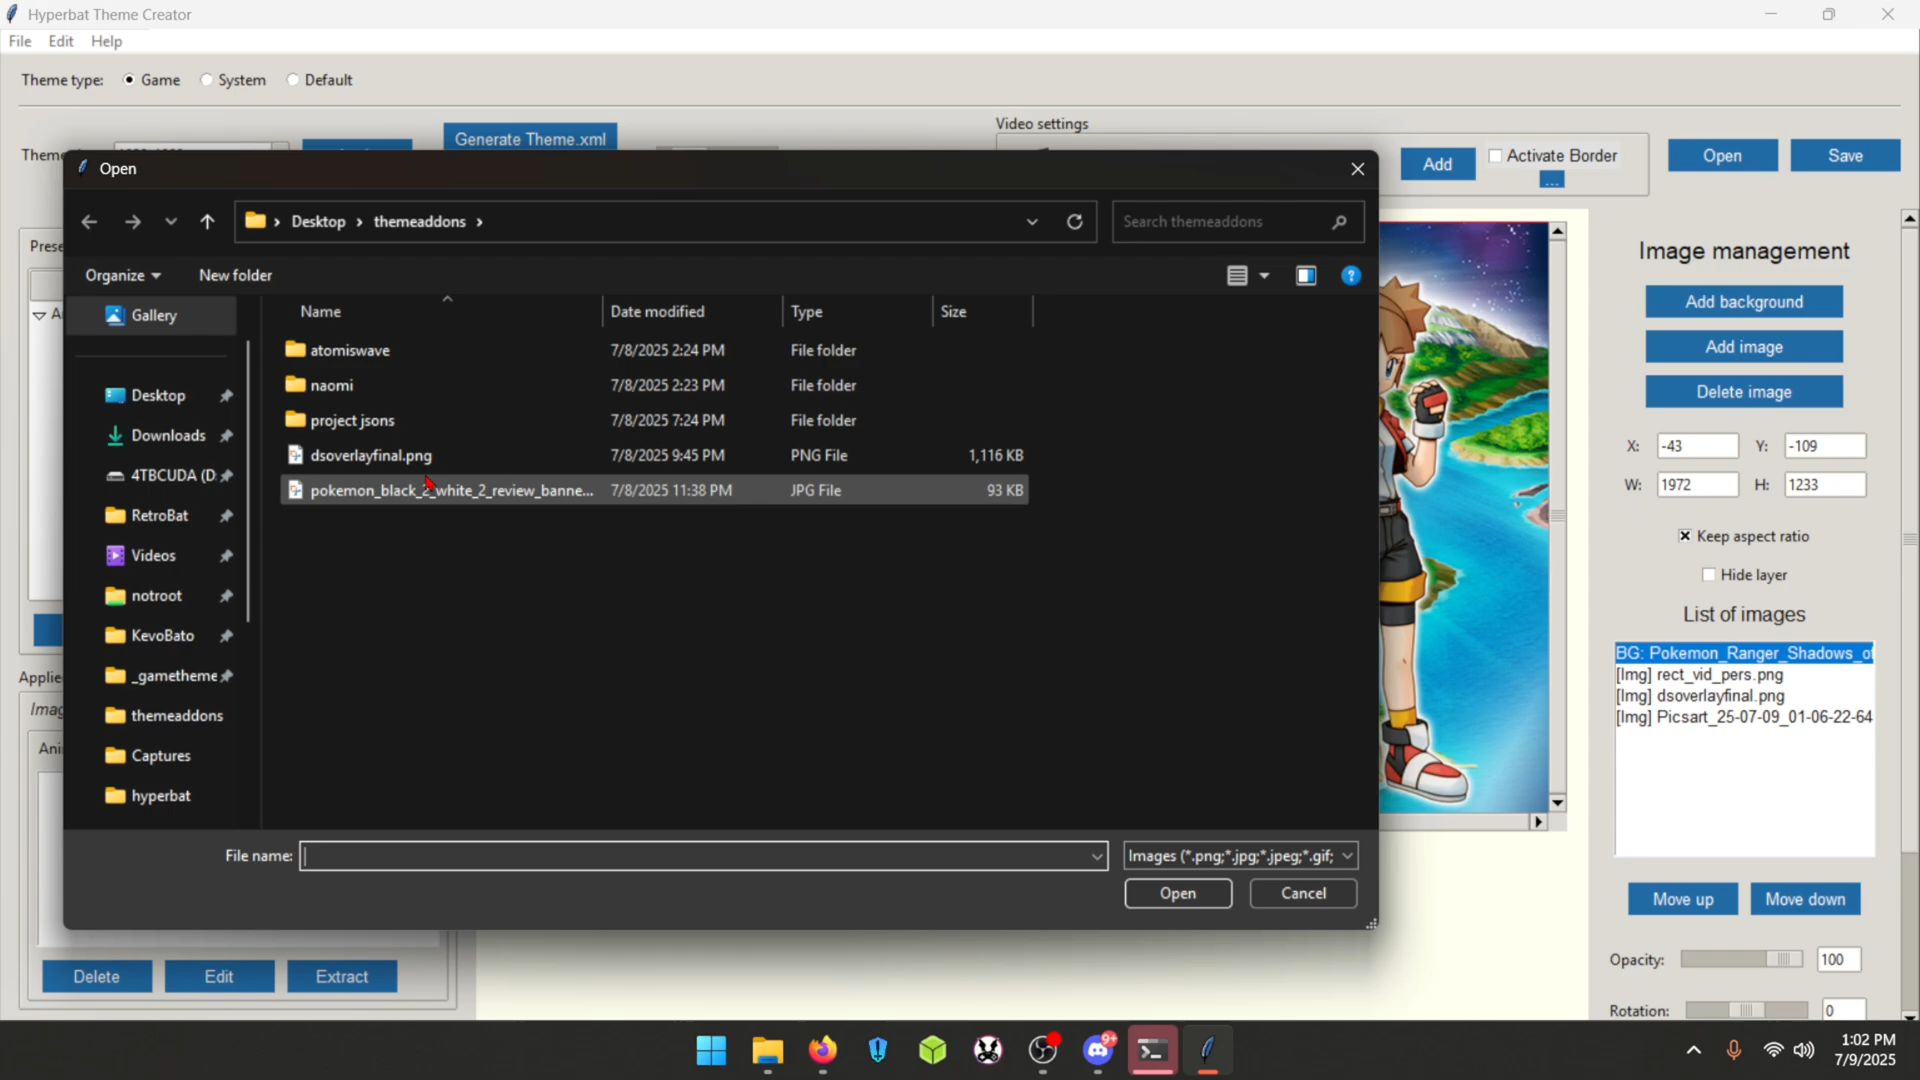 Hyperbat Theme Creator
File Edit Help
Theme type: Game System Default
Video settings
Generate Theme.xml
Add
Activate Border
...
Open
Save
Open
Desktop themeaddons
Search themeaddons
Organize
New folder
Gallery
Name
Date modified
Type
Size
atomiswave 7/8/2025 2:24 PM File folder
naomi 7/8/2025 2:23 PM File folder
project jsons 7/8/2025 7:24 PM File folder
dsoverlayfinal.png 7/8/2025 9:45 PM PNG File 1,116 KB
pokemon_black_2_white_2_review_banne... 7/8/2025 11:38 PM JPG File 93 KB
Desktop
Downloads
4TBCUDA (D:
RetroBat
Videos
notroot
KevoBato
_gametheme
themeaddons
Captures
hyperbat
File name:
Images (*.png;*.jpg;*.jpeg;*.gif;
Open
Cancel
Delete
Edit
Extract
Image management
Add background
Add image
Delete image
X: -43 Y: -109
W: 1972 H: 1233
Keep aspect ratio
Hide layer
List of images
BG: Pokemon_Ranger_Shadows_of
[Img] rect_vid_pers.png
[Img] dsoverlayfinal.png
[Img] Picsart_25-07-09_01-06-22-64
Move up
Move down
Opacity: 100
Rotation: 0
9+
1:02 PM
7/9/2025